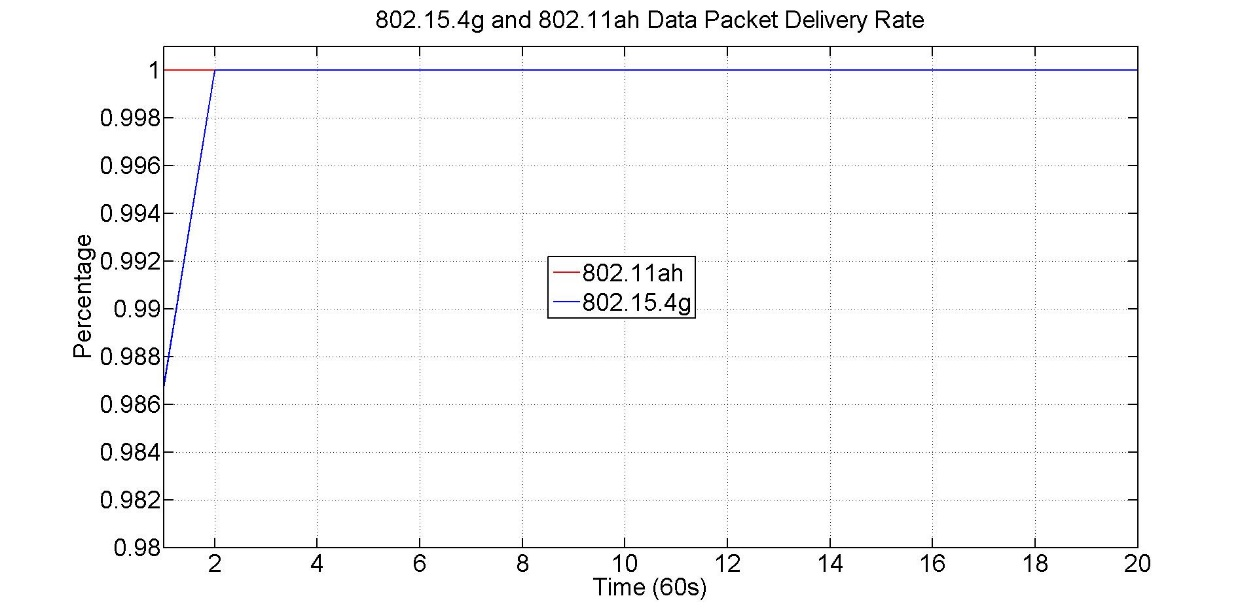 802.15.4g and 802.11ah Data Packet Delivery Rate
1
0.998
0.996
0.994
0.992
0.99
0.988
0.986
0.984
0.982
0.98
Percentage
802.11ah
802.15.4g
2 4 6 8 10 12 14 16 18 20
Time (60s)